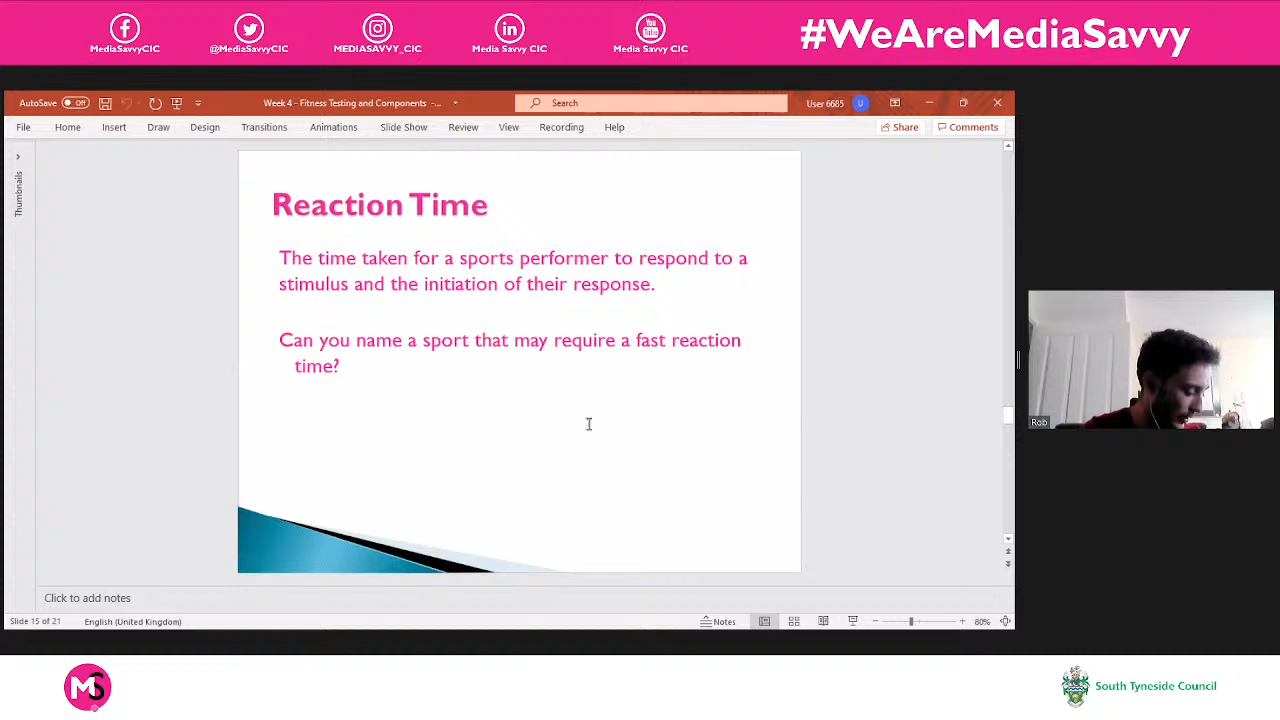 #WeAreMediaSavvy
MediaSavvyCIC
@MediaSavvyCIC
MEDIASAVVY_CIC
in
Media Savvy CIC
You
Tube
Media Savvy CIC
AutoSave Off
Week 4 - Fitness Testing and Components -...
Search
User 6685
U
File Home Insert Draw Design Transitions Animations Slide Show Review View Recording Help
Share
Comments
Thumbnails
Reaction Time
The time taken for a sports performer to respond to a
stimulus and the initiation of their response.
Can you name a sport that may require a fast reaction
time?
Rob
Click to add notes
Slide 15 of 21
English (United Kingdom)
Notes
80%
MS
South Tyneside Council